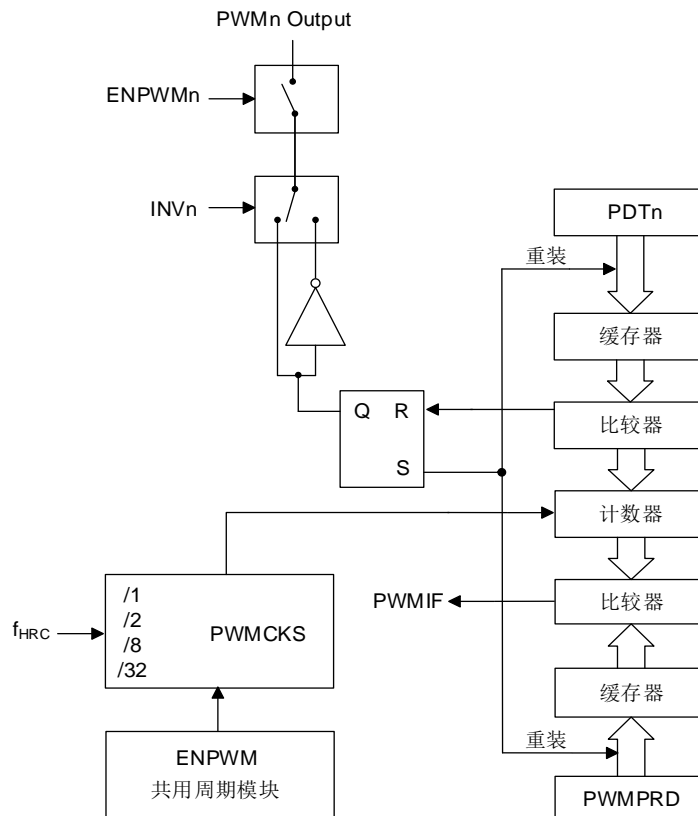 PWMn Output
ENPWMn
INVn
PDTn
重装
缓存器
Q R
比较器
S
计数器
/1
/2
/8
/32
PWMCKS
fHRC
PWMIF
比较器
缓存器
ENPWM
共用周期模块
重装
PWMPRD